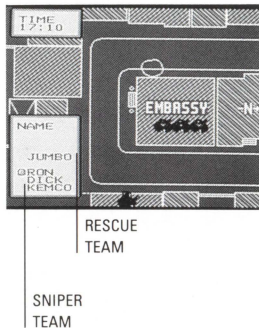 TIME
17:10
EMBASSY
N
NAME
JUMBO
RON
DICK
KEMCO
RESCUE
TEAM
SNIPER
TEAM